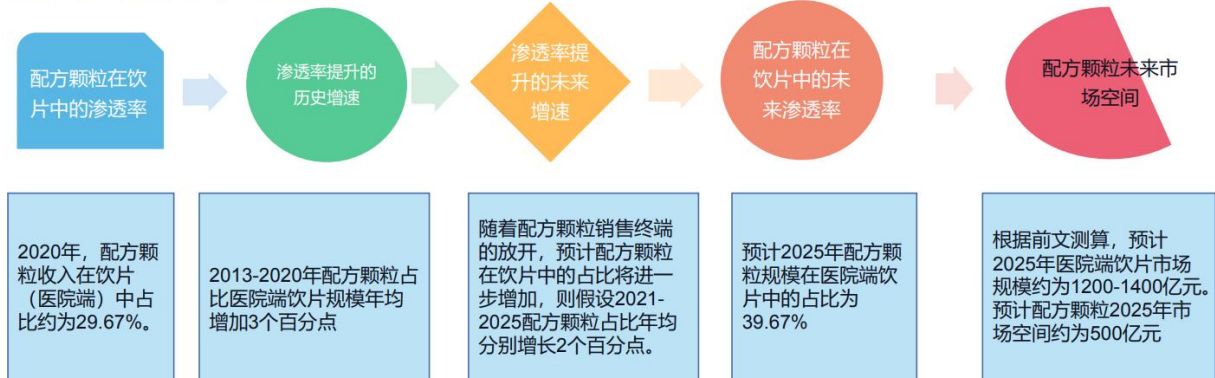 配方颗粒在饮
片中的渗透率
渗透率提升的
历史增速
渗透率提
升的未来
增速
配方颗粒在
饮片中的未
来渗透率
配方颗粒未来市
场空间
2020年，配方颗
粒收入在饮片
（医院端）中占
比约为29.67%。
2013-2020年配方颗粒占
比医院端饮片规模年均
增加3个百分点
随着配方颗粒销售终端
的放开，预计配方颗粒
在饮片中的占比将进一
步增加，则假设2021-
2025配方颗粒占比年均
分别增长2个百分点。
预计2025年配方颗
粒规模在医院端饮
片中的占比为
39.67%
根据前文测算，预计
2025年医院端饮片市场
规模约为1200-1400亿元。
预计配方颗粒2025年市
场空间约为500亿元